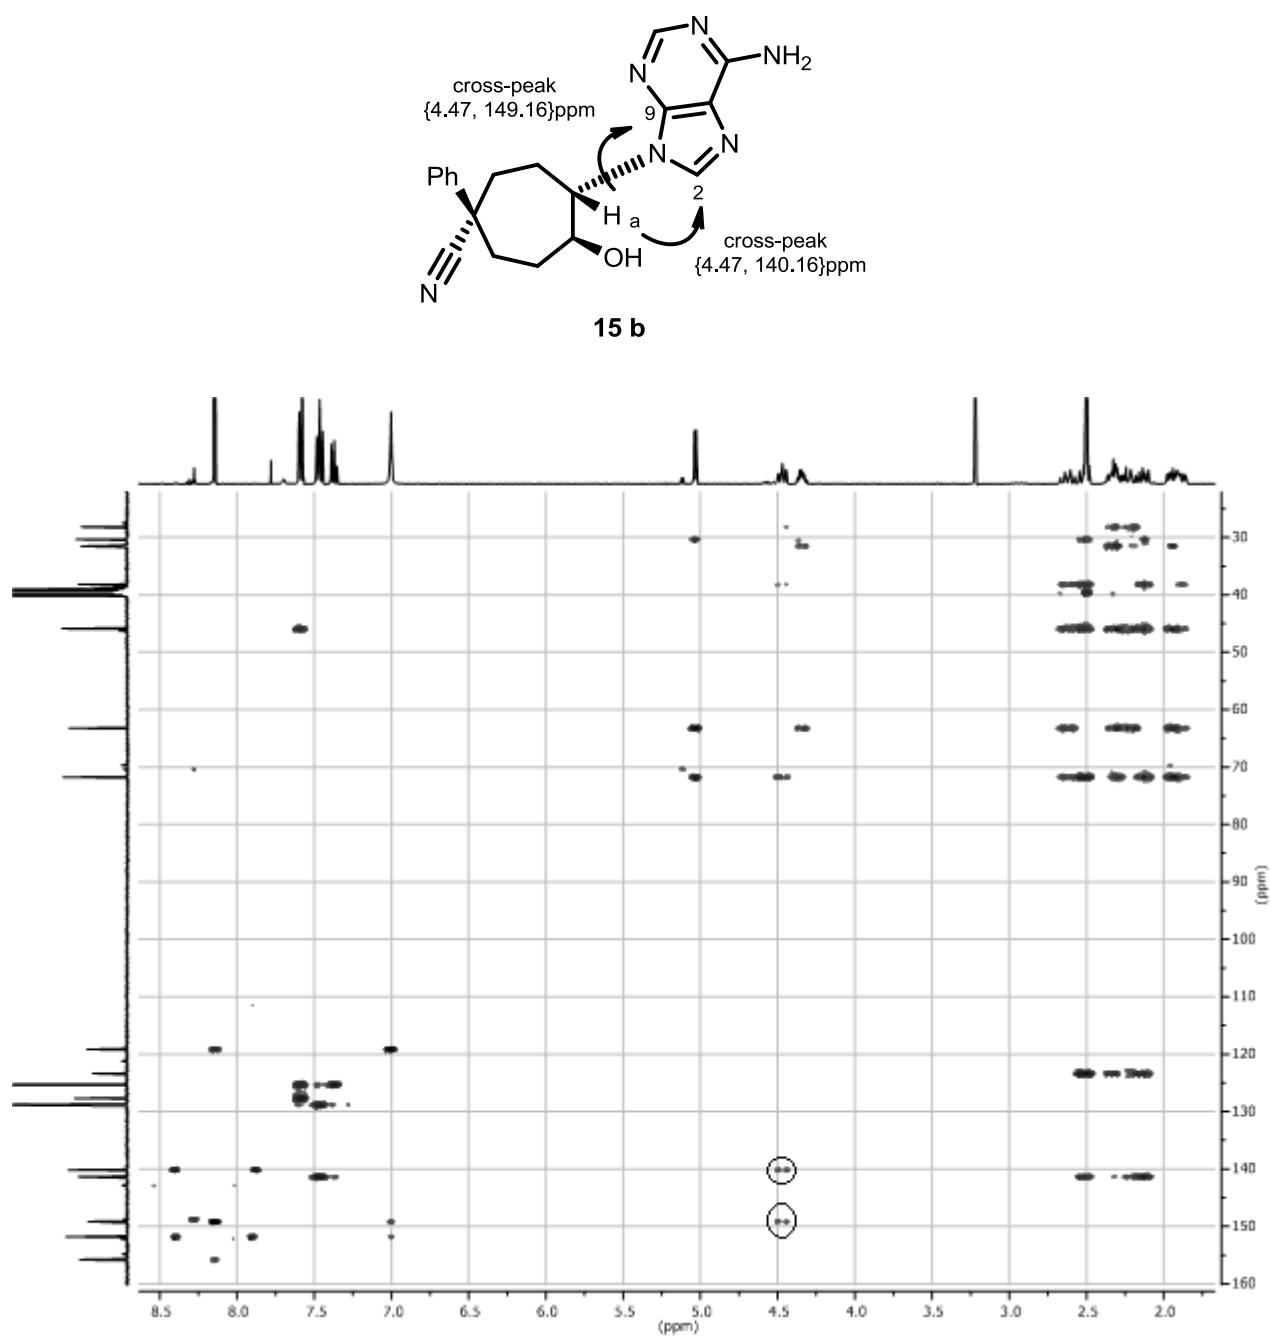 N
N
NH₂
cross-peak
{4.47, 149.16}ppm
9
N
N
Ph
2
H a
OH
cross-peak
{4.47, 140.16}ppm
N
15 b
30
40
50
60
70
80
90
100
110
120
130
140
150
160
(ppm)
8.5 8.0 7.5 7.0 6.5 6.0 5.5 5.0 4.5 4.0 3.5 3.0 2.5 2.0
(ppm)